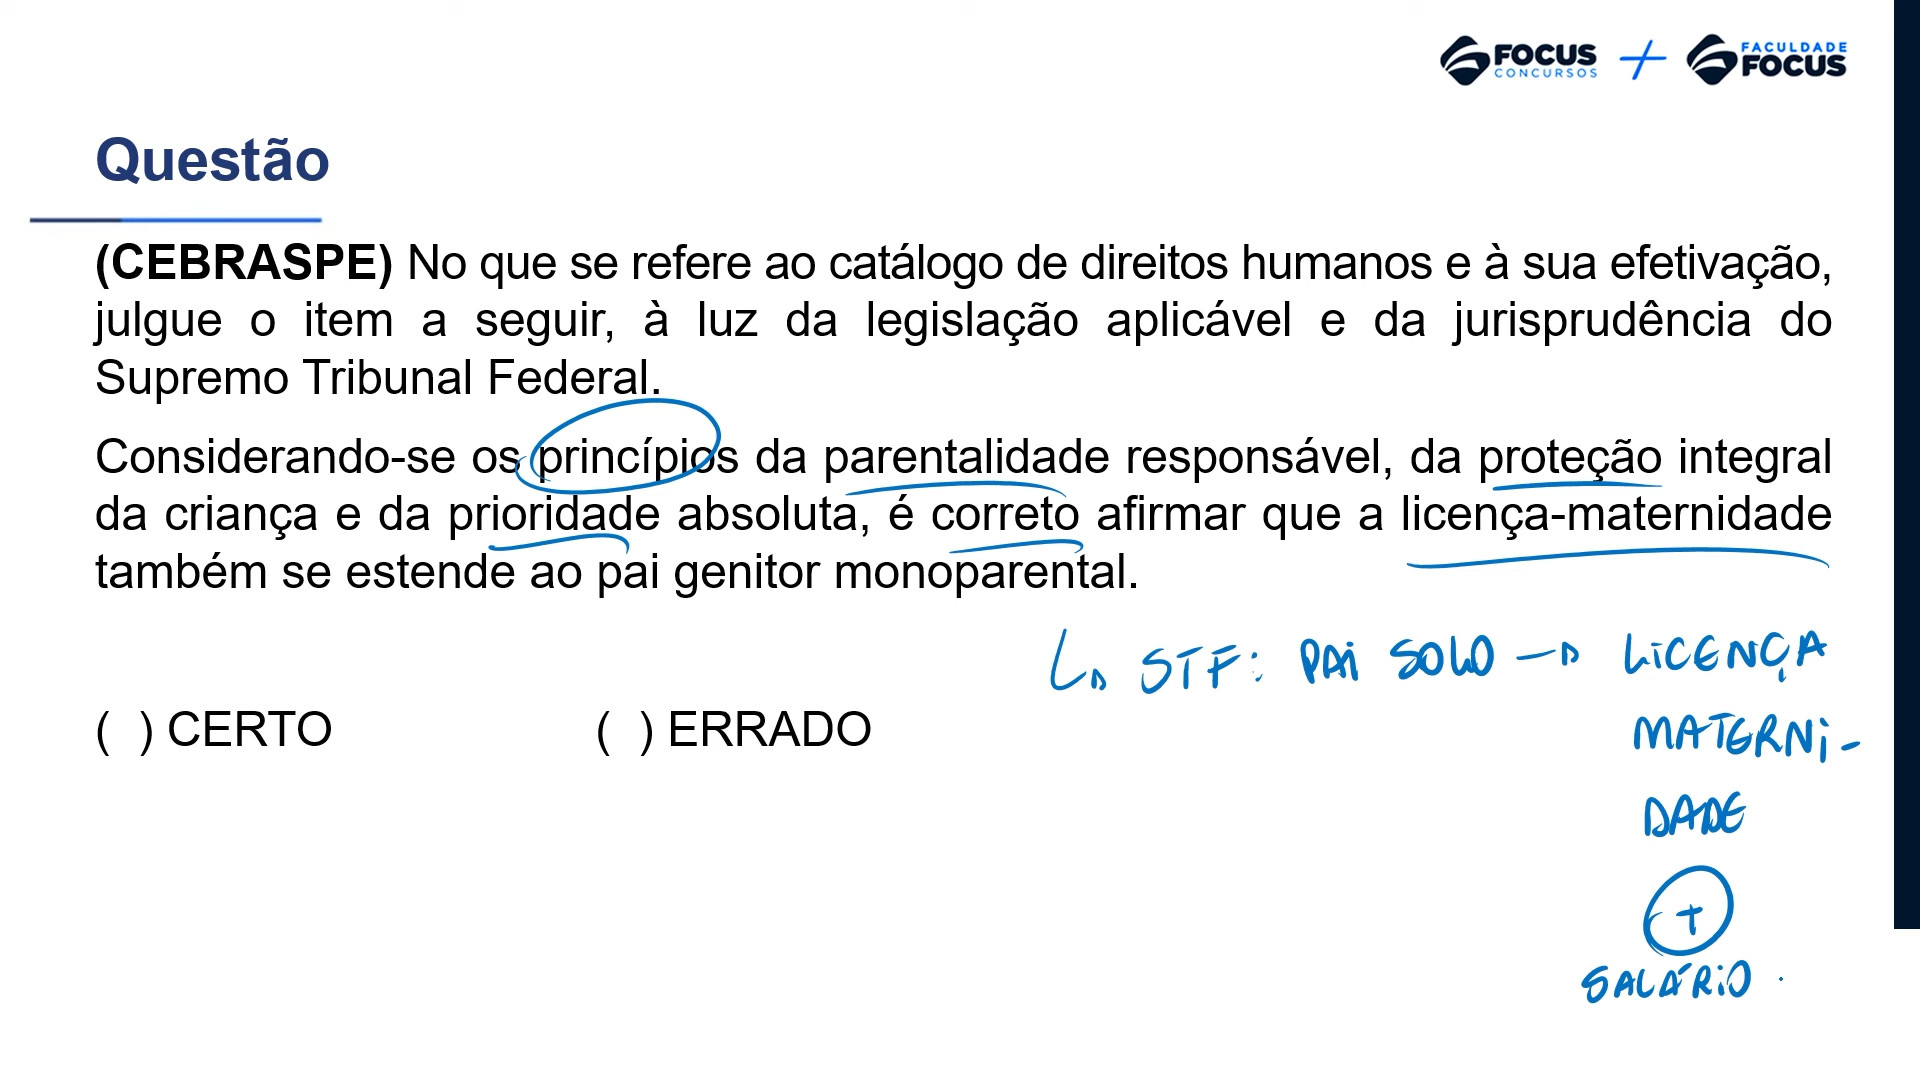 FOCUS CONCURSOS + FACULDADE FOCUS
Questão
(CEBRASPE) No que se refere ao catálogo de direitos humanos e à sua efetivação,
julgue o item a seguir, à luz da legislação aplicável e da jurisprudência do
Supremo Tribunal Federal.
Considerando-se os princípios da parentalidade responsável, da proteção integral
da criança e da prioridade absoluta, é correto afirmar que a licença-maternidade
também se estende ao pai genitor monoparental.
STF: PAI SOLO → LICENÇA
MATERNI-
DADE
+
SALÁRIO
( ) CERTO ( ) ERRADO